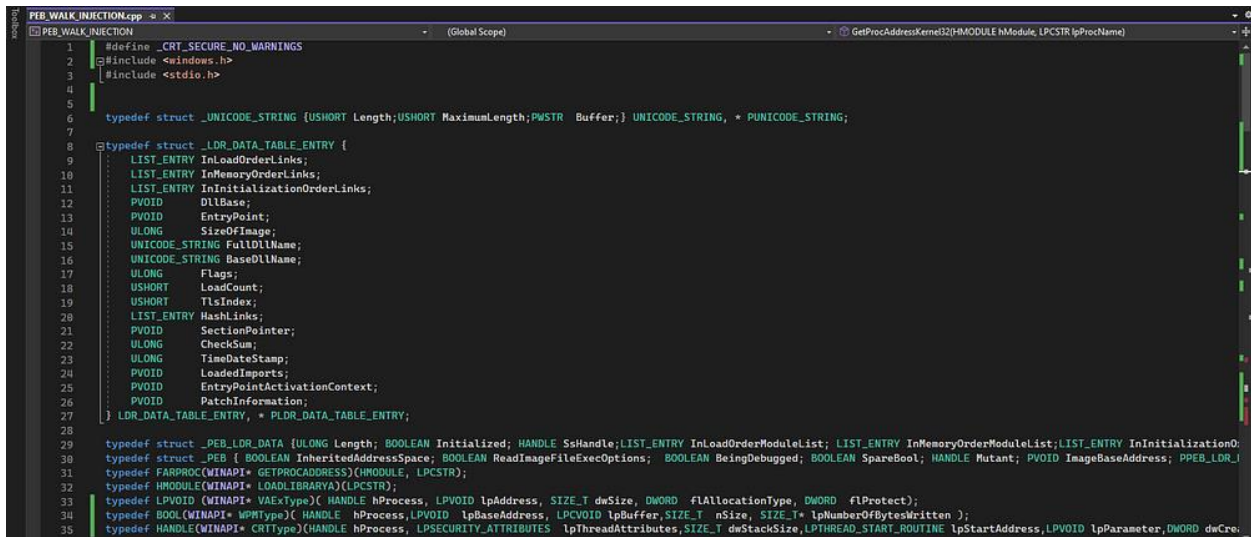 Toolbox
PEB_WALK_INJECTION.cpp
PEB_WALK_INJECTION (Global Scope) GetProcAddressKernel32(HMODULE hModule, LPCSTR lpProcName)
1 #define _CRT_SECURE_NO_WARNINGS
2 #include <windows.h>
3 #include <stdio.h>
4
5
6 typedef struct _UNICODE_STRING {USHORT Length;USHORT MaximumLength;PWSTR Buffer;} UNICODE_STRING, * PUNICODE_STRING;
7
8 typedef struct _LDR_DATA_TABLE_ENTRY {
9 LIST_ENTRY InLoadOrderLinks;
10 LIST_ENTRY InMemoryOrderLinks;
11 LIST_ENTRY InInitializationOrderLinks;
12 PVOID DllBase;
13 PVOID EntryPoint;
14 ULONG SizeOfImage;
15 UNICODE_STRING FullDllName;
16 UNICODE_STRING BaseDllName;
17 ULONG Flags;
18 USHORT LoadCount;
19 USHORT TlsIndex;
20 LIST_ENTRY HashLinks;
21 PVOID SectionPointer;
22 ULONG CheckSum;
23 ULONG TimeDateStamp;
24 PVOID LoadedImports;
25 PVOID EntryPointActivationContext;
26 PVOID PatchInformation;
27 } LDR_DATA_TABLE_ENTRY, * PLDR_DATA_TABLE_ENTRY;
28
29 typedef struct _PEB_LDR_DATA {ULONG Length; BOOLEAN Initialized; HANDLE SsHandle;LIST_ENTRY InLoadOrderModuleList; LIST_ENTRY InMemoryOrderModuleList;LIST_ENTRY InInitializationO
30 typedef struct _PEB { BOOLEAN InheritedAddressSpace; BOOLEAN ReadImageFileExecOptions; BOOLEAN BeingDebugged; BOOLEAN SpareBool; HANDLE Mutant; PVOID ImageBaseAddress; PPEB_LDR_
31 typedef FARPROC(WINAPI* GETPROCADDRESS)(HMODULE, LPCSTR);
32 typedef HMODULE(WINAPI* LOADLIBRARYA)(LPCSTR);
33 typedef LPVOID (WINAPI* VAExType)( HANDLE hProcess, LPVOID lpAddress, SIZE_T dwSize, DWORD flAllocationType, DWORD flProtect);
34 typedef BOOL(WINAPI* WPMType)( HANDLE hProcess,LPVOID lpBaseAddress, LPCVOID lpBuffer,SIZE_T nSize, SIZE_T* lpNumberOfBytesWritten );
35 typedef HANDLE(WINAPI* CRTType)(HANDLE hProcess, LPSECURITY_ATTRIBUTES lpThreadAttributes,SIZE_T dwStackSize,LPTHREAD_START_ROUTINE lpStartAddress,LPVOID lpParameter,DWORD dwCrea